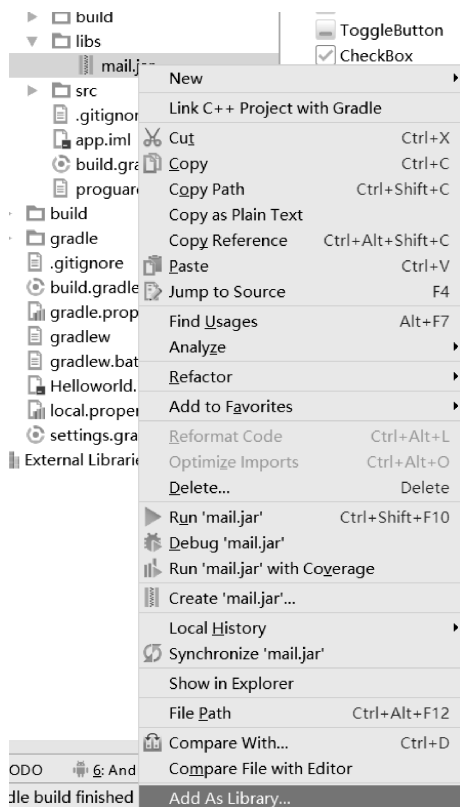 build
libs
mail.jar
src
.gitignor
app.iml
build.gra
proguard
build
gradle
.gitignore
build.gradle
gradle.prop
gradlew
gradlew.bat
Helloworld.
local.proper
settings.gra
External Librarie
ToggleButton
CheckBox
New
Link C++ Project with Gradle
Cut Ctrl+X
Copy Ctrl+C
Copy Path Ctrl+Shift+C
Copy as Plain Text
Copy Reference Ctrl+Alt+Shift+C
Paste Ctrl+V
Jump to Source F4
Find Usages Alt+F7
Analyze
Refactor
Add to Favorites
Reformat Code Ctrl+Alt+L
Optimize Imports Ctrl+Alt+O
Delete... Delete
Run 'mail.jar' Ctrl+Shift+F10
Debug 'mail.jar'
Run 'mail.jar' with Coverage
Create 'mail.jar'...
Local History
Synchronize 'mail.jar'
Show in Explorer
File Path Ctrl+Alt+F12
Compare With... Ctrl+D
Compare File with Editor
Add As Library...
ODO 6: And
dle build finished